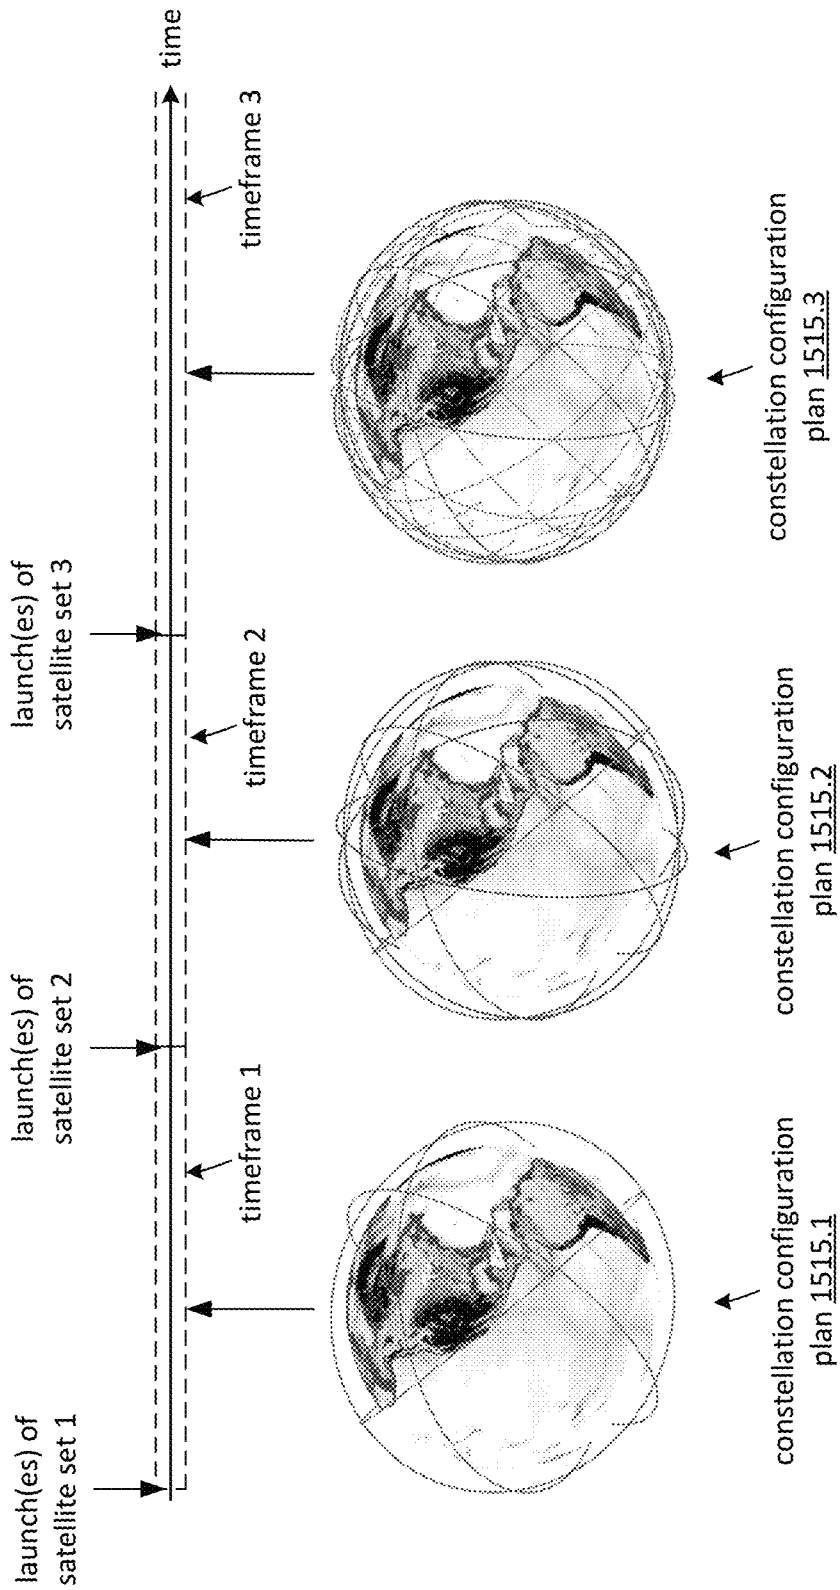 launch(es) of
satellite set 1
launch(es) of
satellite set 2
launch(es) of
satellite set 3
time
timeframe 1
timeframe 2
timeframe 3
constellation configuration
plan 1515.1
constellation configuration
plan 1515.2
constellation configuration
plan 1515.3